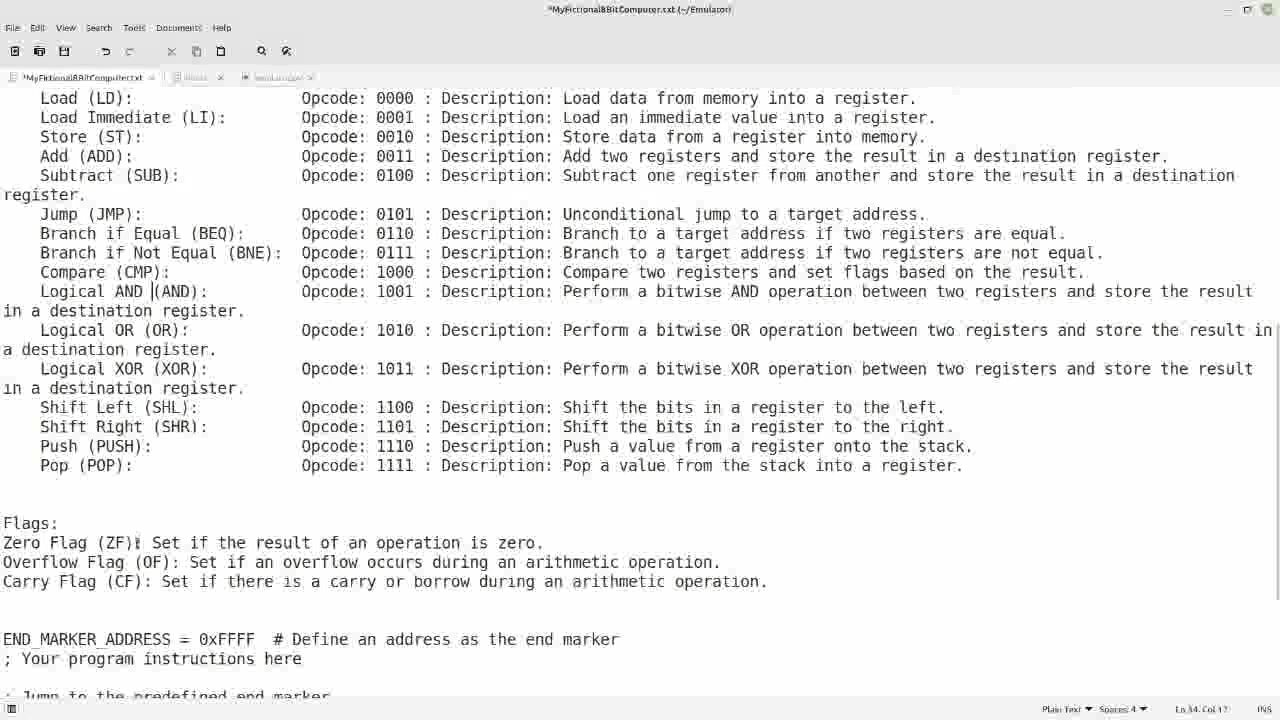 *MyFictional8BitComputer.txt (~/Emulator)
File Edit View Search Tools Documents Help
*MyFictional8BitComputer.txt
Load (LD): Opcode: 0000 : Description: Load data from memory into a register.
Load Immediate (LI): Opcode: 0001 : Description: Load an immediate value into a register.
Store (ST): Opcode: 0010 : Description: Store data from a register into memory.
Add (ADD): Opcode: 0011 : Description: Add two registers and store the result in a destination register.
Subtract (SUB): Opcode: 0100 : Description: Subtract one register from another and store the result in a destination
register.
Jump (JMP): Opcode: 0101 : Description: Unconditional jump to a target address.
Branch if Equal (BEQ): Opcode: 0110 : Description: Branch to a target address if two registers are equal.
Branch if Not Equal (BNE): Opcode: 0111 : Description: Branch to a target address if two registers are not equal.
Compare (CMP): Opcode: 1000 : Description: Compare two registers and set flags based on the result.
Logical AND (AND): Opcode: 1001 : Description: Perform a bitwise AND operation between two registers and store the result
in a destination register.
Logical OR (OR): Opcode: 1010 : Description: Perform a bitwise OR operation between two registers and store the result in
a destination register.
Logical XOR (XOR): Opcode: 1011 : Description: Perform a bitwise XOR operation between two registers and store the result
in a destination register.
Shift Left (SHL): Opcode: 1100 : Description: Shift the bits in a register to the left.
Shift Right (SHR): Opcode: 1101 : Description: Shift the bits in a register to the right.
Push (PUSH): Opcode: 1110 : Description: Push a value from a register onto the stack.
Pop (POP): Opcode: 1111 : Description: Pop a value from the stack into a register.
Flags:
Zero Flag (ZF): Set if the result of an operation is zero.
Overflow Flag (OF): Set if an overflow occurs during an arithmetic operation.
Carry Flag (CF): Set if there is a carry or borrow during an arithmetic operation.
END_MARKER_ADDRESS = 0xFFFF # Define an address as the end marker
; Your program instructions here
; Jump to the predefined end marker
Plain Text Spaces: 4 Ln 34, Col 17 INS